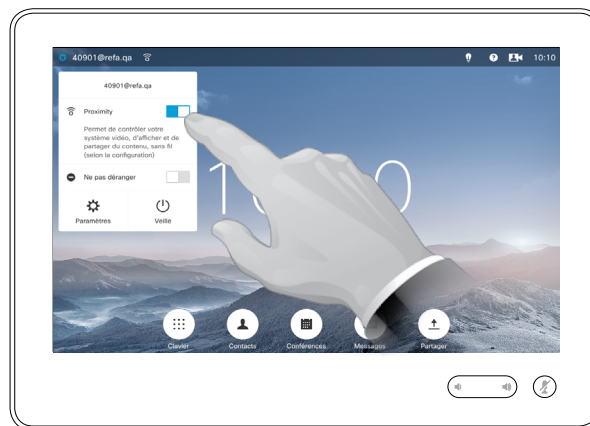 40901@refa.qa
10:10
40901@refa.qa
Proximity
Permet de contrôler votre
système vidéo, d'afficher et de
partager du contenu, sans fil
(selon la configuration)
Ne pas déranger
Paramètres
Veille
Clavier
Contacts
Conférences
Messages
Partager